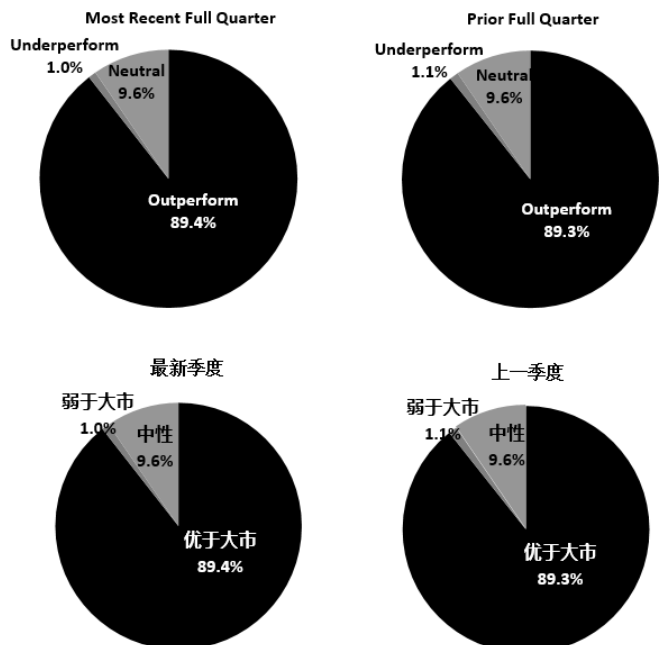 Most Recent Full Quarter
Underperform
1.0%
Neutral
9.6%
Outperform
89.4%
Prior Full Quarter
Underperform
1.1%
Neutral
9.6%
Outperform
89.3%
最新季度
弱于大市
1.0%
中性
9.6%
优于大市
89.4%
上一季度
弱于大市
1.1%
中性
9.6%
优于大市
89.3%